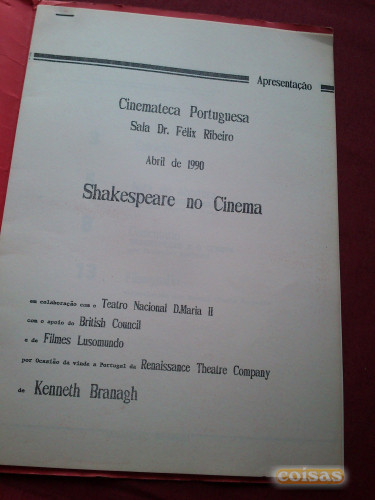 Apresentação
Cinemateca Portuguesa
Sala Dr. Félix Ribeiro
Abril de 1990
Shakespeare no Cinema
em colaboração com o Teatro Nacional D.Maria II
com o apoio do British Council
e de Filmes Lusomundo
por Ocasião da vinda a Portugal da Renaissance Theatre Company
de Kenneth Branagh
coisas